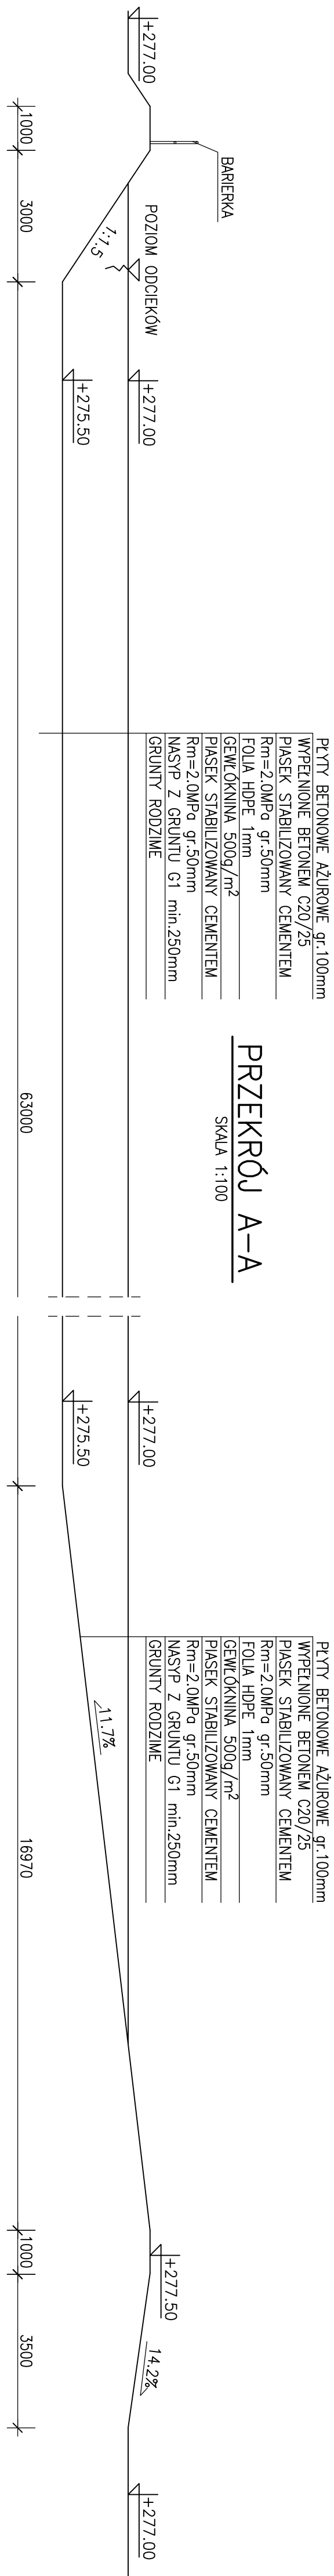 PRZEKRÓJ A-A
SKALA 1:100
+277.00
BARIERKA
POZIOM ODCIEKÓW
1:1.5
+277.00
+275.50
PŁYTY BETONOWE AŻUROWE gr.100mm
WYPEŁNIONE BETONEM C20/25
PIASEK STABILIZOWANY CEMENTEM
Rm=2.0MPa gr.50mm
FOLIA HDPE 1mm
GEWŁÓKNINA 500g/m²
PIASEK STABILIZOWANY CEMENTEM
Rm=2.0MPa gr.50mm
NASYP Z GRUNTU G1 min.250mm
GRUNTY RODZIME
+277.00
+275.50
PŁYTY BETONOWE AŻUROWE gr.100mm
WYPEŁNIONE BETONEM C20/25
PIASEK STABILIZOWANY CEMENTEM
Rm=2.0MPa gr.50mm
FOLIA HDPE 1mm
GEWŁÓKNINA 500g/m²
PIASEK STABILIZOWANY CEMENTEM
Rm=2.0MPa gr.50mm
NASYP Z GRUNTU G1 min.250mm
GRUNTY RODZIME
11.7%
+277.50
14.2%
+277.00
1000
3000
63000
16970
1000
3500